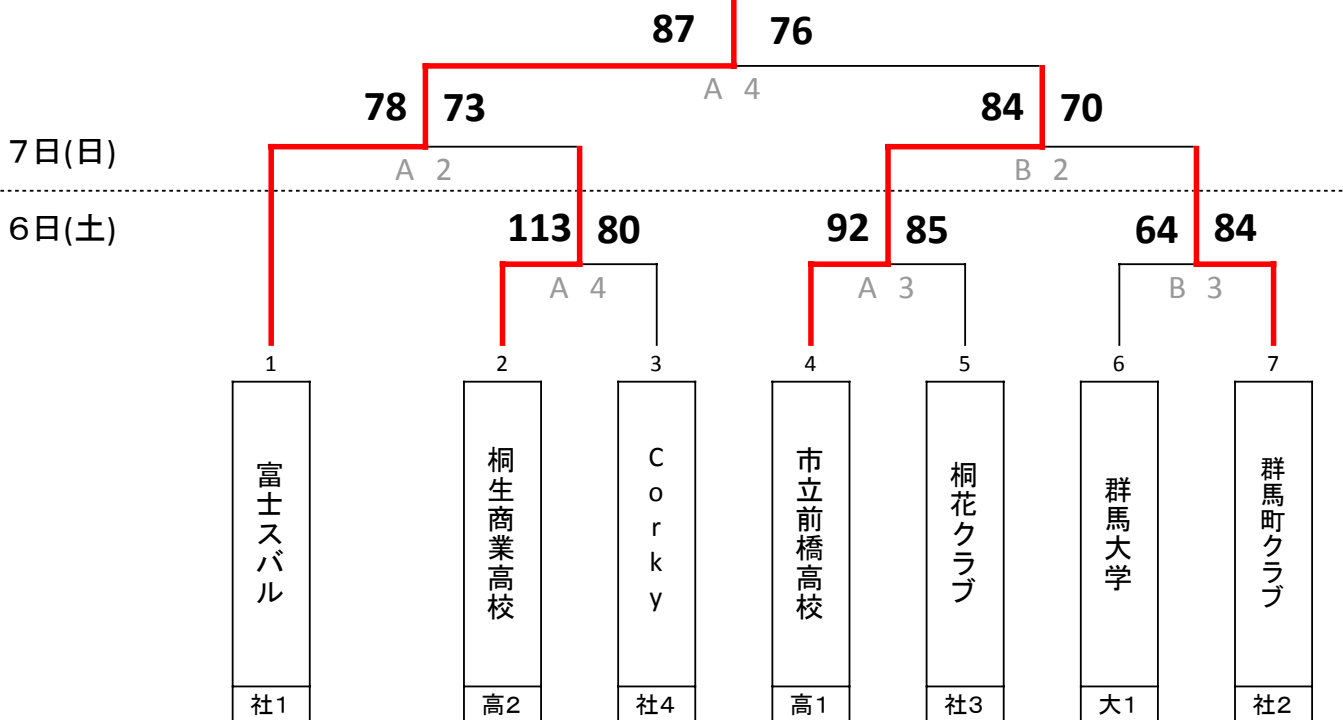 87 76
A 4
78 73 84 70
7日(日)
A 2 B 2
6日(土)
113 80 92 85 64 84
A 4 A 3 B 3
1 2 3 4 5 6 7
富士スバル
桐生商業高校
Corky
市立前橋高校
桐花クラブ
群馬大学
群馬町クラブ
社1 高2 社4 高1 社3 大1 社2